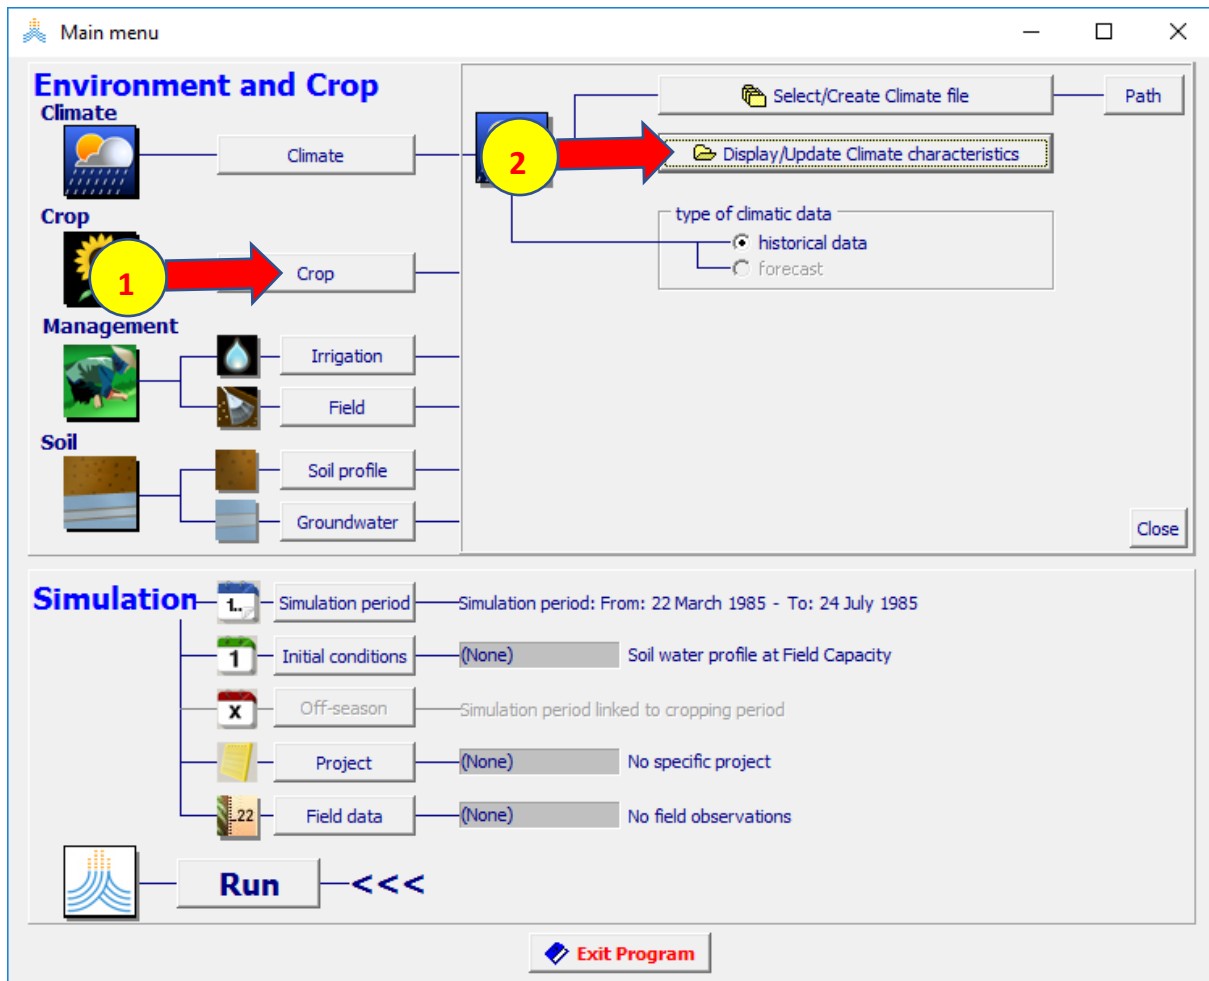 Main menu
Environment and Crop
Climate
Climate
Select/Create Climate file
Path
2
Display/Update Climate characteristics
type of climatic data
historical data
forecast
Crop
1
Crop
Management
Irrigation
Field
Soil
Soil profile
Groundwater
Close
Simulation
1..
Simulation period
Simulation period: From: 22 March 1985 - To: 24 July 1985
1
Initial conditions
(None)
Soil water profile at Field Capacity
x
Off-season
Simulation period linked to cropping period
Project
(None)
No specific project
..22
Field data
(None)
No field observations
Run
<<<
Exit Program